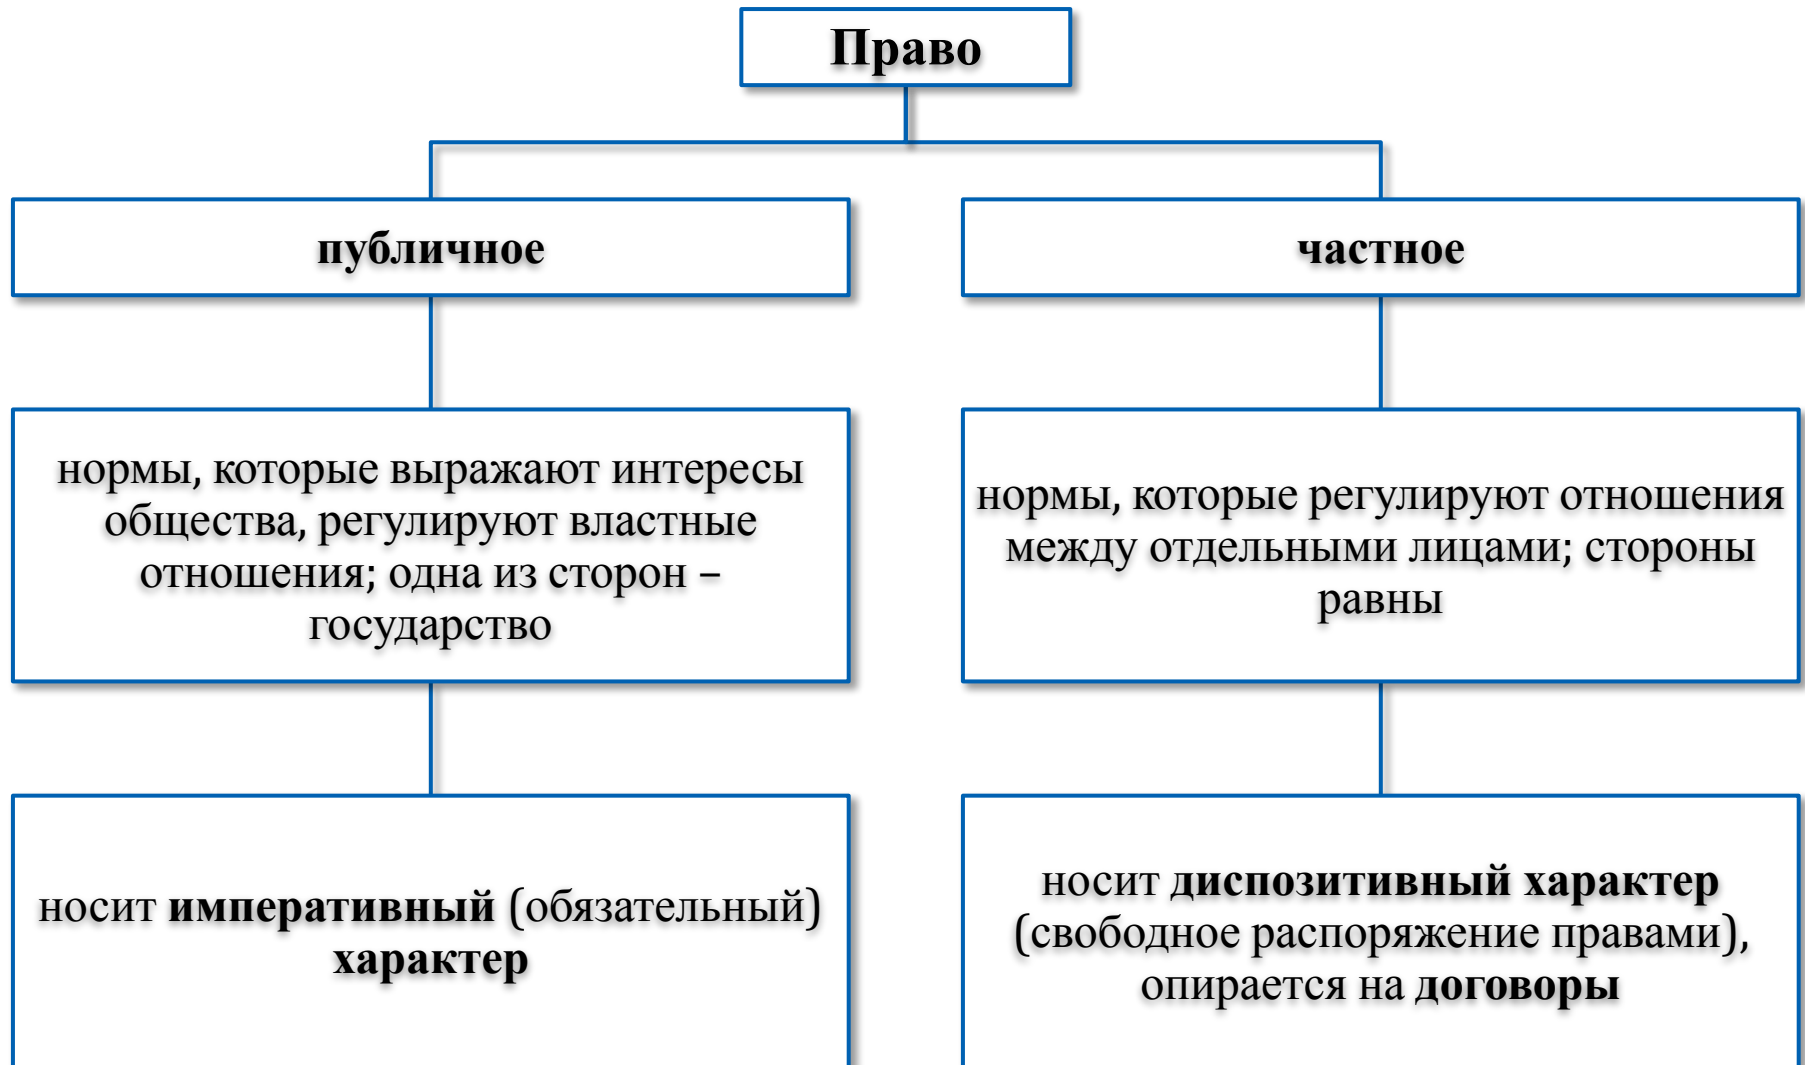 Право
публичное
частное
нормы, которые выражают интересы
общества, регулируют властные
отношения; одна из сторон –
государство
нормы, которые регулируют отношения
между отдельными лицами; стороны
равны
носит императивный (обязательный)
характер
носит диспозитивный характер
(свободное распоряжение правами),
опирается на договоры